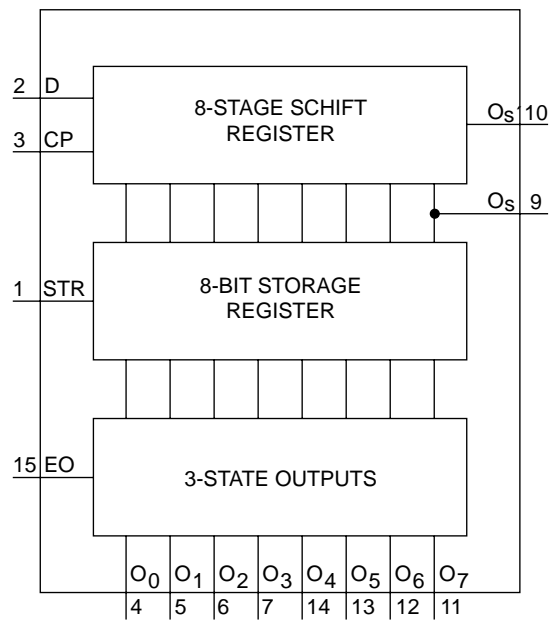 2 D
8-STAGE SCHIFT
REGISTER
Os' 10
3 CP
Os 9
1 STR
8-BIT STORAGE
REGISTER
15 EO
3-STATE OUTPUTS
O0 O1 O2 O3 O4 O5 O6 O7
4 5 6 7 14 13 12 11